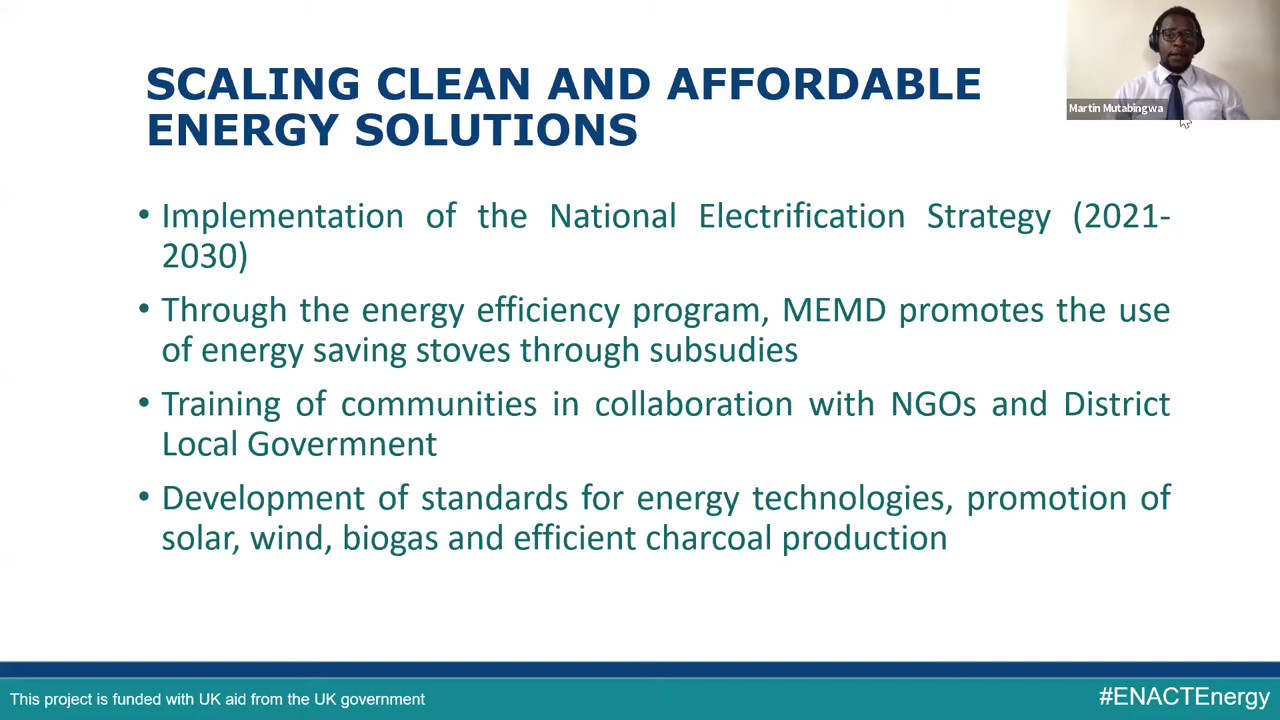 SCALING CLEAN AND AFFORDABLE
ENERGY SOLUTIONS
Martin Mutabingwa
• Implementation of the National Electrification Strategy (2021-
2030)
• Through the energy efficiency program, MEMD promotes the use
of energy saving stoves through subsudies
• Training of communities in collaboration with NGOs and District
Local Govermnent
• Development of standards for energy technologies, promotion of
solar, wind, biogas and efficient charcoal production
This project is funded with UK aid from the UK government
#ENACTEnergy